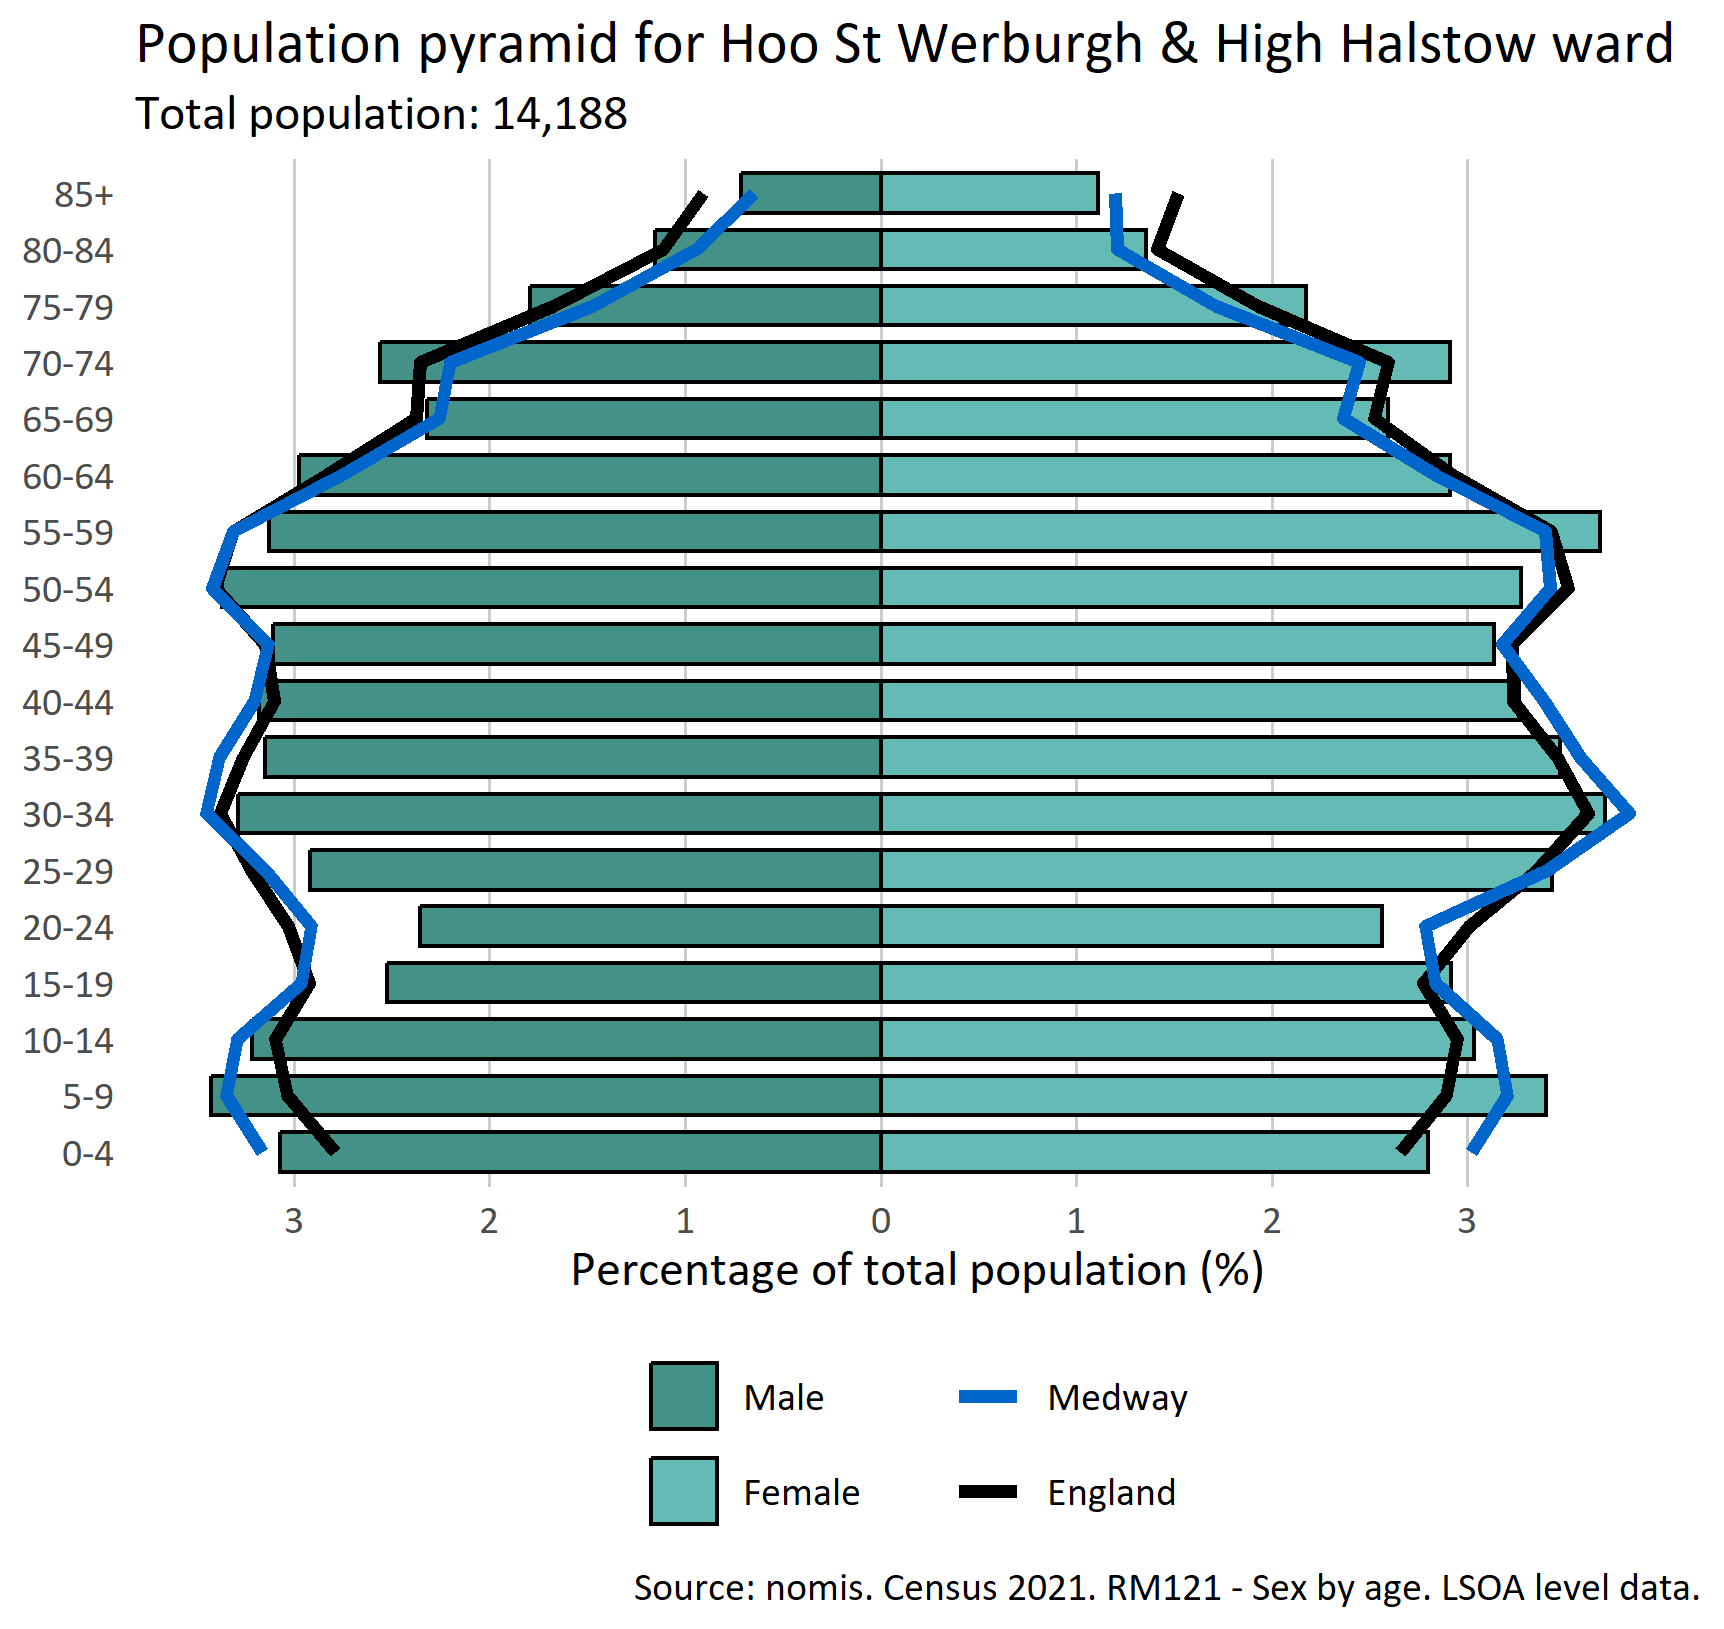 Population pyramid for Hoo St Werburgh & High Halstow ward
Total population: 14,188
85+
80-84
75-79
70-74
65-69
60-64
55-59
50-54
45-49
40-44
35-39
30-34
25-29
20-24
15-19
10-14
5-9
0-4
3 2 1 0 1 2 3
Percentage of total population (%)
Male Medway
Female England
Source: nomis. Census 2021. RM121 - Sex by age. LSOA level data.